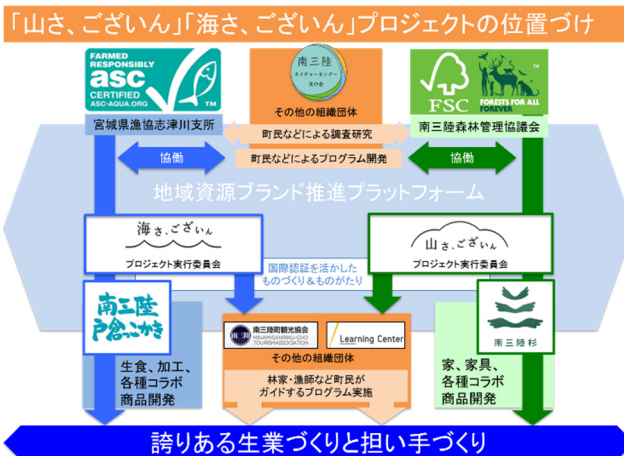 「山さ、ございん」「海さ、ございん」プロジェクトの位置づけ
FARMED
RESPONSIBLY
asc
CERTIFIED
ASC-AQUA.ORG
TM
宮城県漁協志津川支所
南三陸
ネイチャーセンター
友の会
その他の組織団体
FSC
FORESTS FOR ALL
FOREVER
TM
南三陸森林管理協議会
町民などによる調査研究
町民などによるプログラム開発
協働
協働
地域資源ブランド推進プラットフォーム
海さ、ございん
プロジェクト実行委員会
山さ、ございん
プロジェクト実行委員会
国際認証を活かした
ものづくり&ものがたり
南三陸
戸倉っこかき
南三陸町観光協会
MINAMISANRIKU-CHO
TOURISMASSOCIATION
Learning Center
その他の組織団体
南三陸杉
生食、加工、
各種コラボ
商品開発
林家・漁師など町民が
ガイドするプログラム実施
家、家具、
各種コラボ
商品開発
誇りある生業づくりと担い手づくり